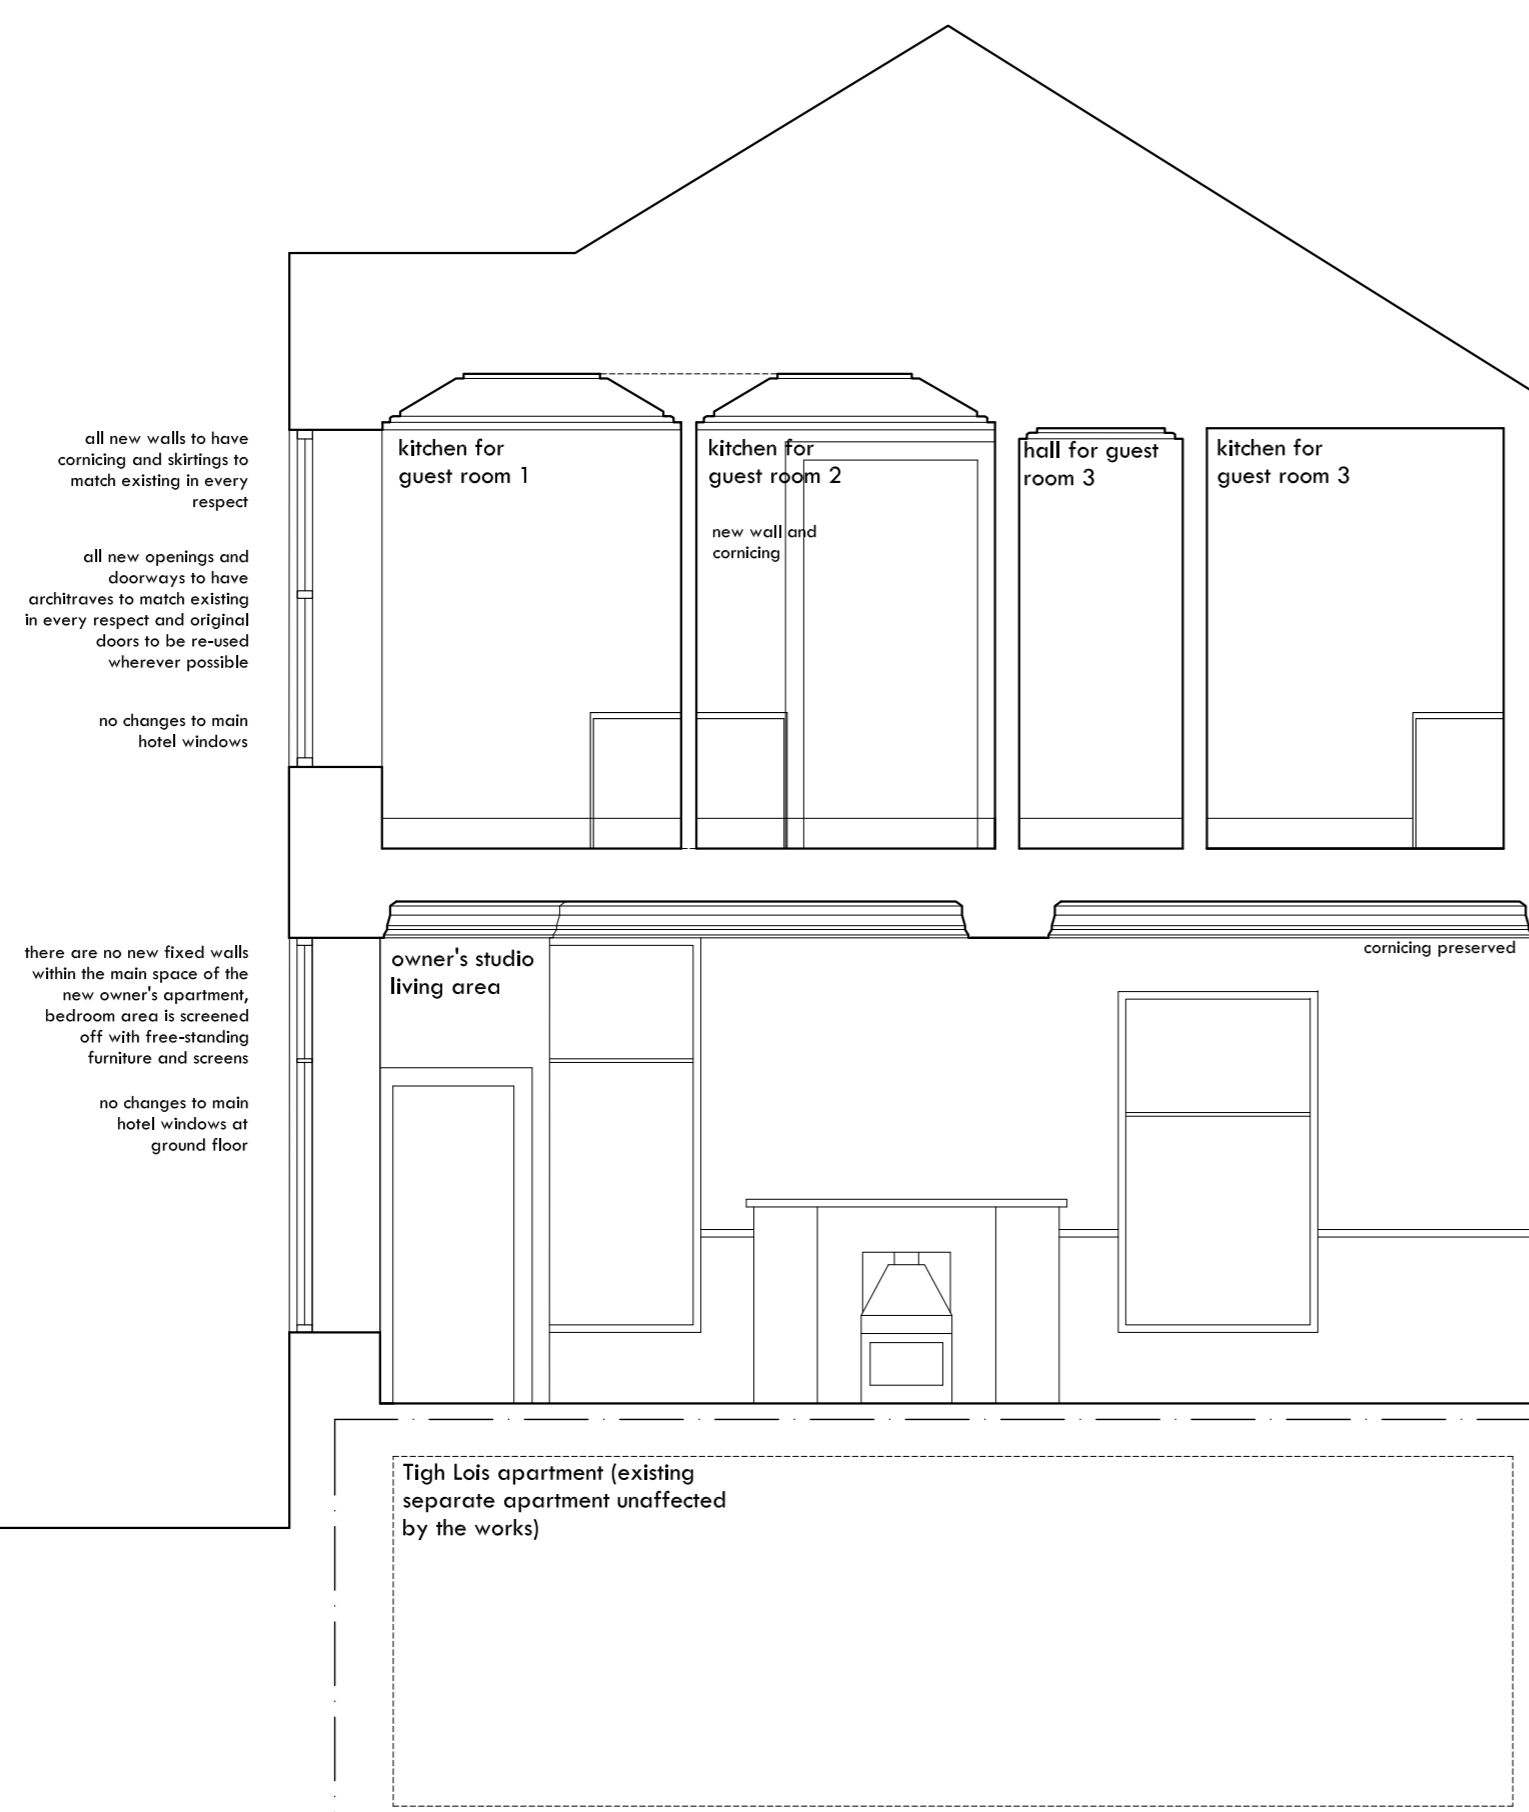 all new walls to have
cornicing and skirtings to
match existing in every
respect
all new openings and
doorways to have
architraves to match existing
in every respect and original
doors to be re-used
wherever possible
no changes to main
hotel windows
kitchen for
guest room 1
kitchen for
guest room 2
new wall and
cornicing
hall for guest
room 3
kitchen for
guest room 3
there are no new fixed walls
within the main space of the
new owner's apartment,
bedroom area is screened
off with free-standing
furniture and screens
no changes to main
hotel windows at
ground floor
owner's studio
living area
cornicing preserved
Tigh Lois apartment (existing
separate apartment unaffected
by the works)